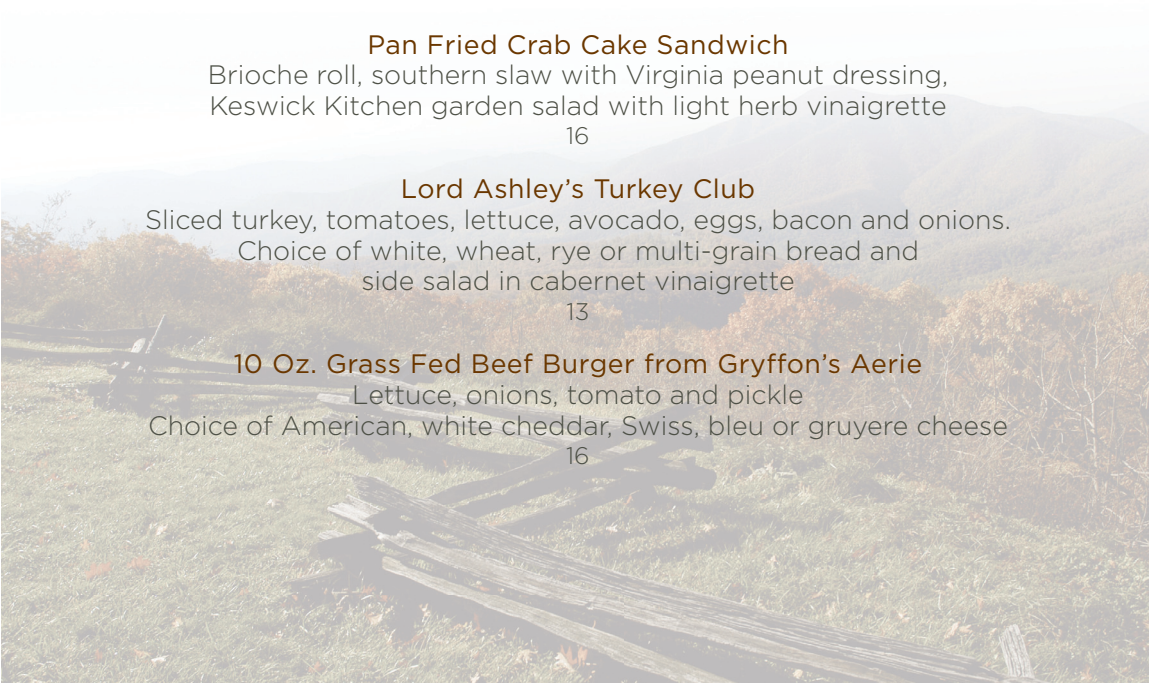 Pan Fried Crab Cake Sandwich
Brioche roll, southern slaw with Virginia peanut dressing,
Keswick Kitchen garden salad with light herb vinaigrette
16
Lord Ashley’s Turkey Club
Sliced turkey, tomatoes, lettuce, avocado, eggs, bacon and onions.
Choice of white, wheat, rye or multi-grain bread and
side salad in cabernet vinaigrette
13
10 Oz. Grass Fed Beef Burger from Gryffon’s Aerie
Lettuce, onions, tomato and pickle
Choice of American, white cheddar, Swiss, bleu or gruyere cheese
16